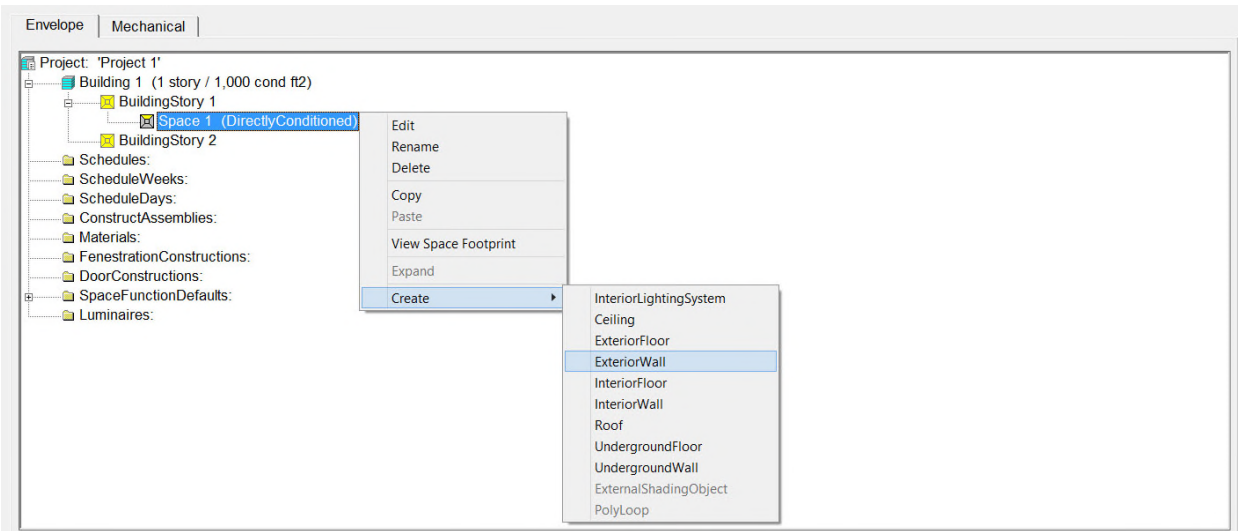 Envelope
Mechanical
Project: 'Project 1'
Building 1 (1 story / 1,000 cond ft2)
BuildingStory 1
Space 1 (DirectlyConditioned)
BuildingStory 2
Schedules:
ScheduleWeeks:
ScheduleDays:
ConstructAssemblies:
Materials:
FenestrationConstructions:
DoorConstructions:
SpaceFunctionDefaults:
Luminaires:
Edit
Rename
Delete
Copy
Paste
View Space Footprint
Expand
Create
InteriorLightingSystem
Ceiling
ExteriorFloor
ExteriorWall
InteriorFloor
InteriorWall
Roof
UndergroundFloor
UndergroundWall
ExternalShadingObject
PolyLoop